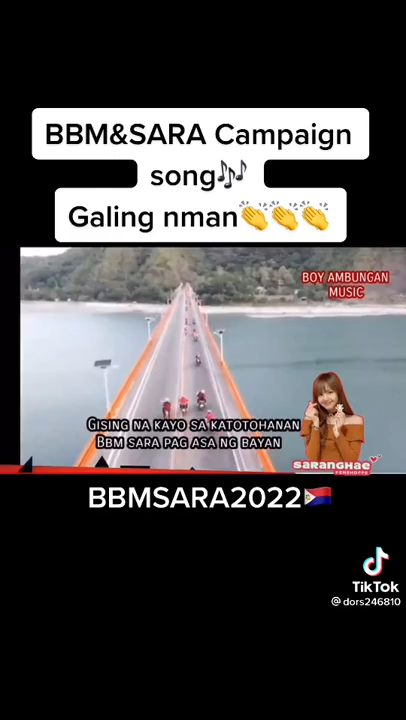 BBM&SARA Campaign
song🎶
Galing nman👏👏👏
BOY AMBUNGAN
MUSIC
GISING NA KAYO SA KATOTOHANAN
BBM SARA PAG ASA NG BAYAN
SARANGHAE
PENSHOPPE
BBMSARA2022🇵🇭
TikTok
@dors246810